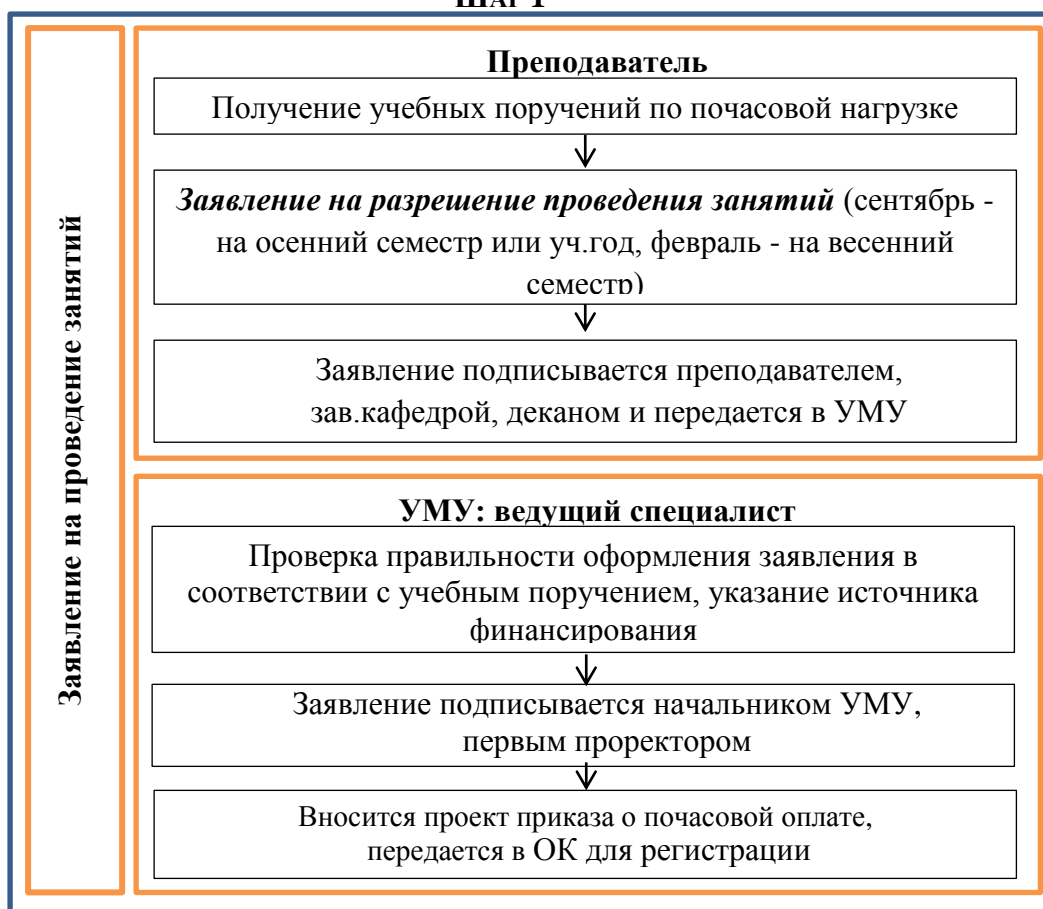 ШАГ 1
Заявление на проведение занятий
Преподаватель
Получение учебных поручений по почасовой нагрузке
Заявление на разрешение проведения занятий (сентябрь -
на осенний семестр или уч.год, февраль - на весенний
семестр)
Заявление подписывается преподавателем,
зав.кафедрой, деканом и передается в УМУ
УМУ: ведущий специалист
Проверка правильности оформления заявления в
соответствии с учебным поручением, указание источника
финансирования
Заявление подписывается начальником УМУ,
первым проректором
Вносится проект приказа о почасовой оплате,
передается в ОК для регистрации